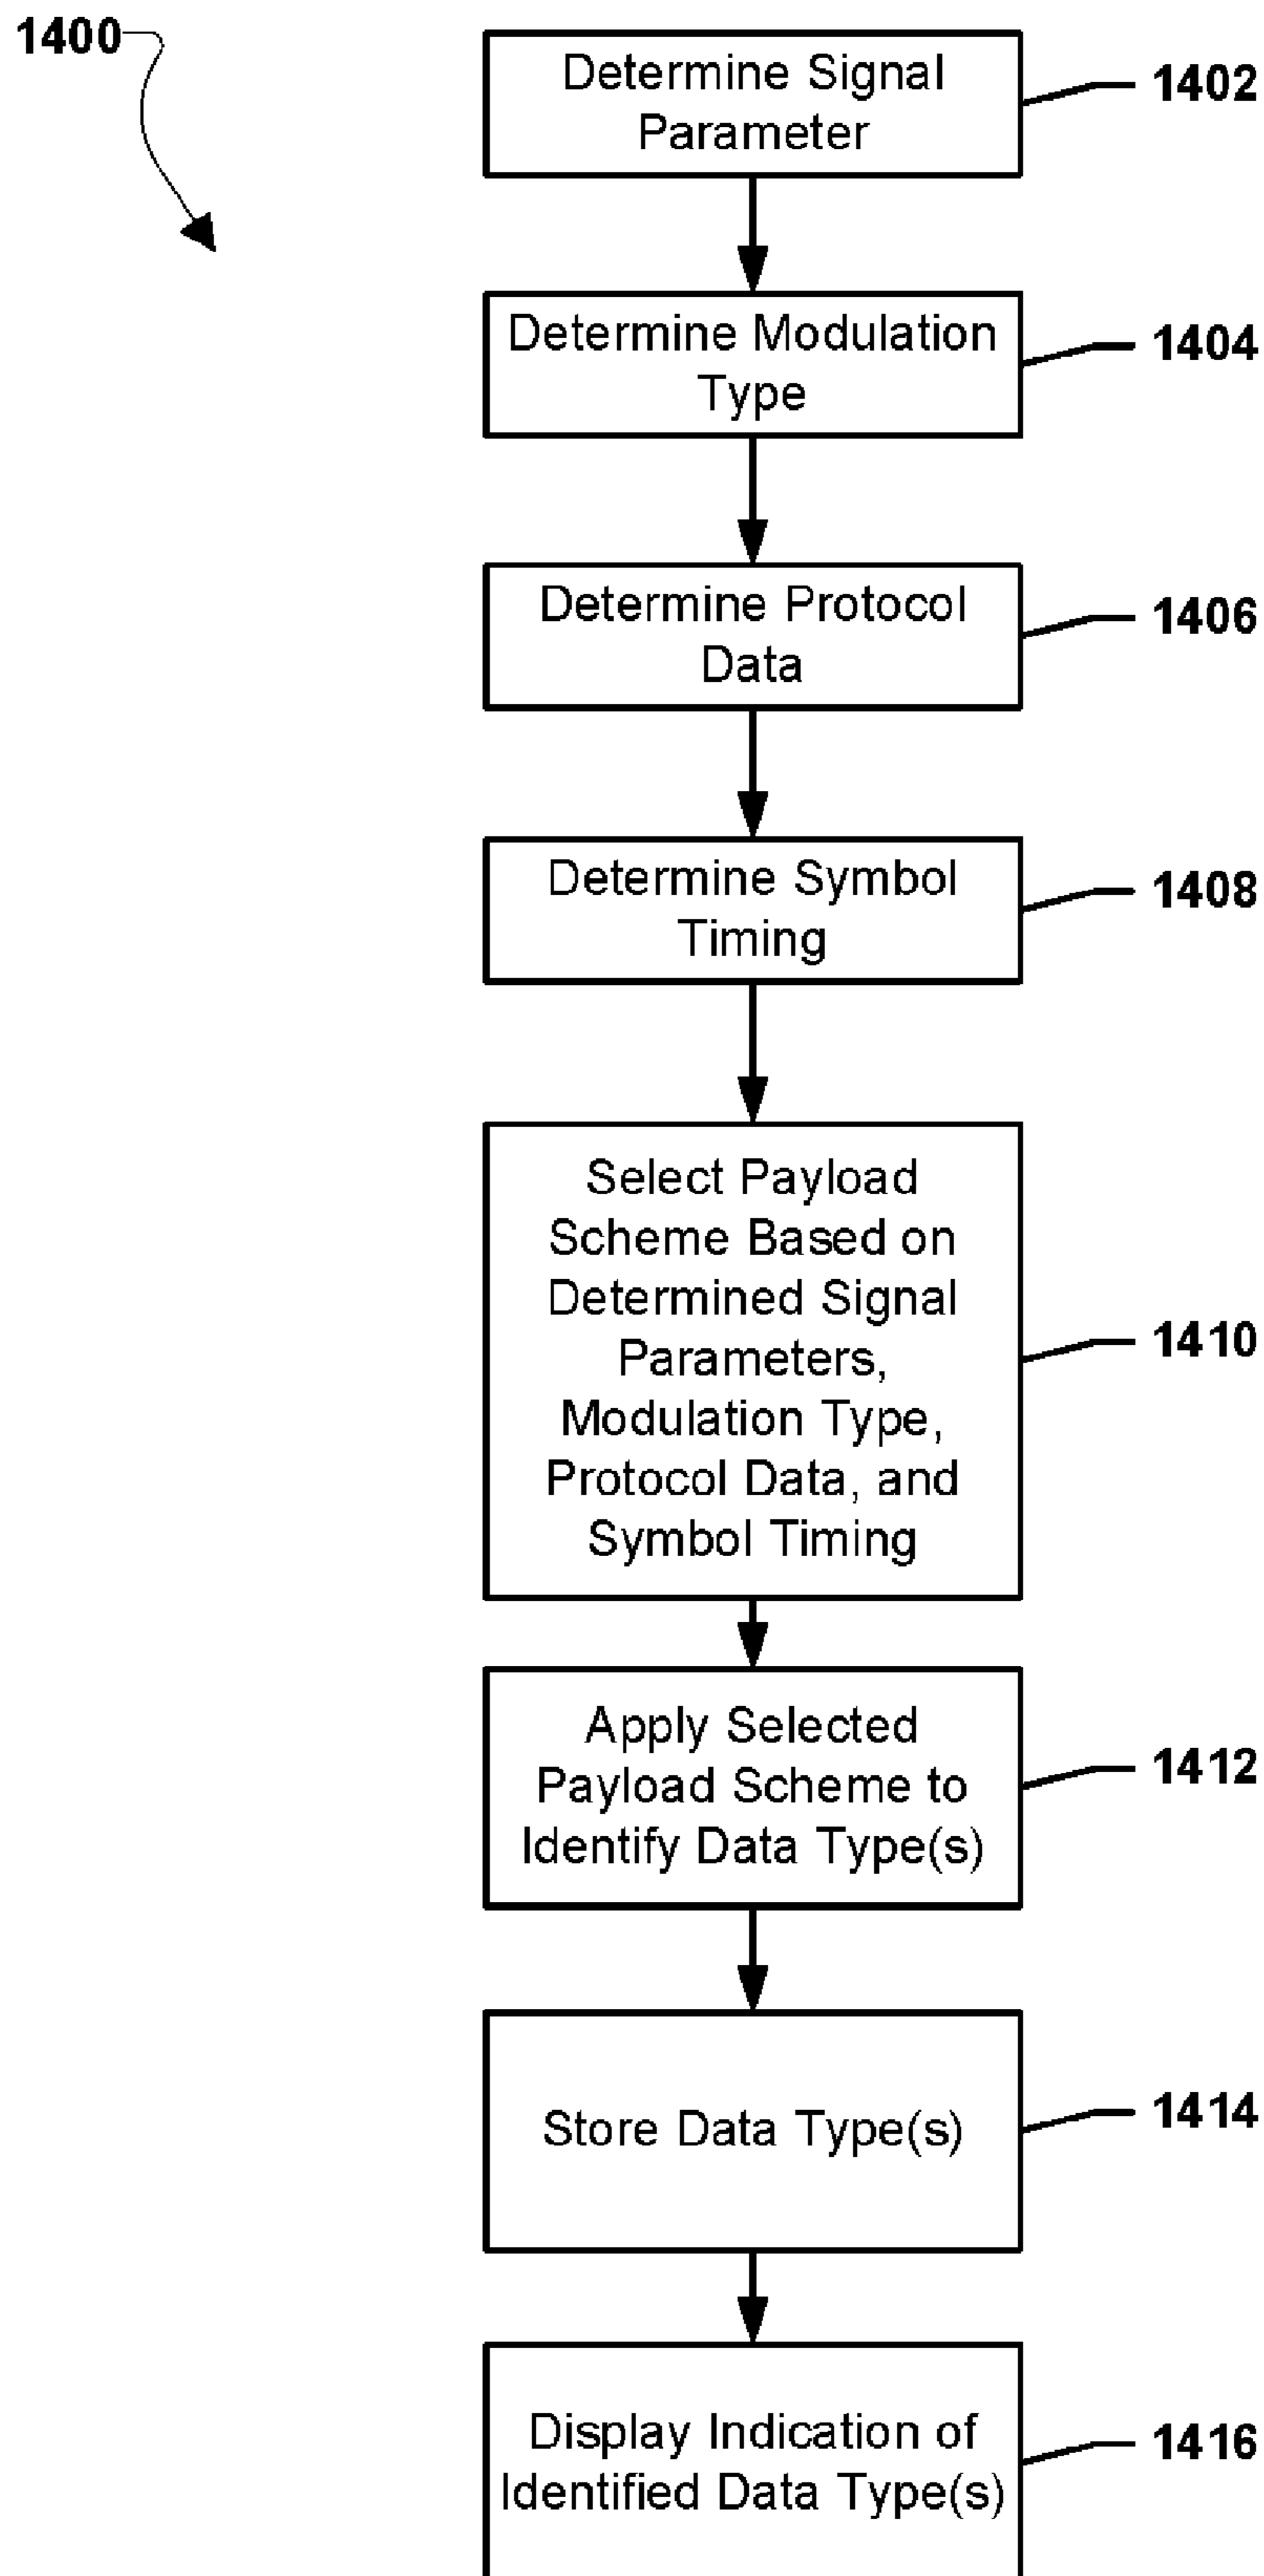 1400
Determine Signal
Parameter
1402
Determine Modulation
Type
1404
Determine Protocol
Data
1406
Determine Symbol
Timing
1408
Select Payload
Scheme Based on
Determined Signal
Parameters,
Modulation Type,
Protocol Data, and
Symbol Timing
1410
Apply Selected
Payload Scheme to
Identify Data Type(s)
1412
Store Data Type(s)
1414
Display Indication of
Identified Data Type(s)
1416